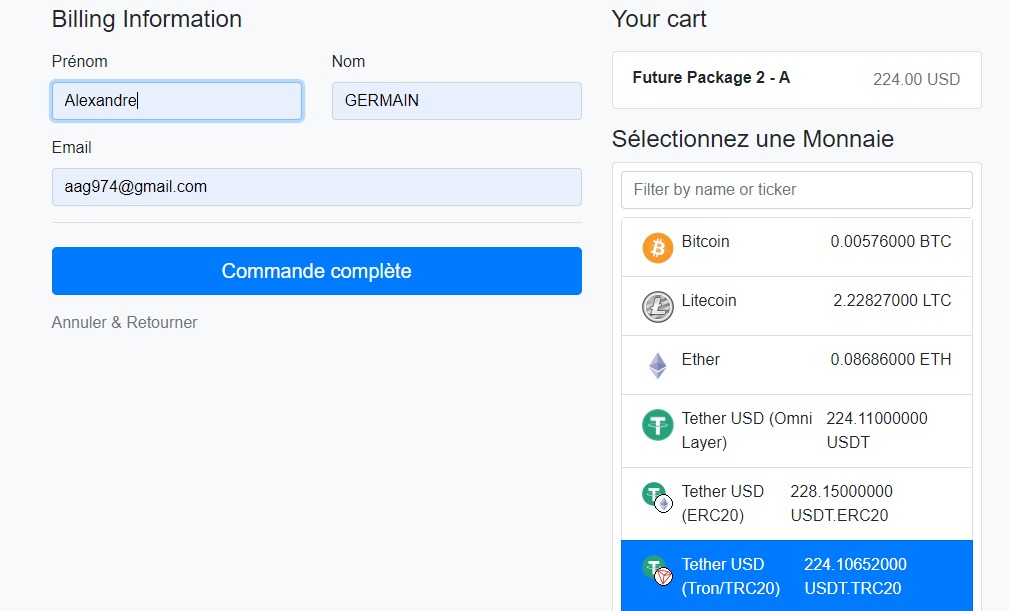 Billing Information
Prénom
Nom
Alexandre
GERMAIN
Email
aag974@gmail.com
Commande complète
Annuler & Retourner
Your cart
Future Package 2 - A
224.00 USD
Sélectionnez une Monnaie
Filter by name or ticker
Bitcoin
0.00576000 BTC
Litecoin
2.22827000 LTC
Ether
0.08686000 ETH
Tether USD (Omni
Layer)
224.11000000
USDT
Tether USD
(ERC20)
228.15000000
USDT.ERC20
Tether USD
(Tron/TRC20)
224.10652000
USDT.TRC20